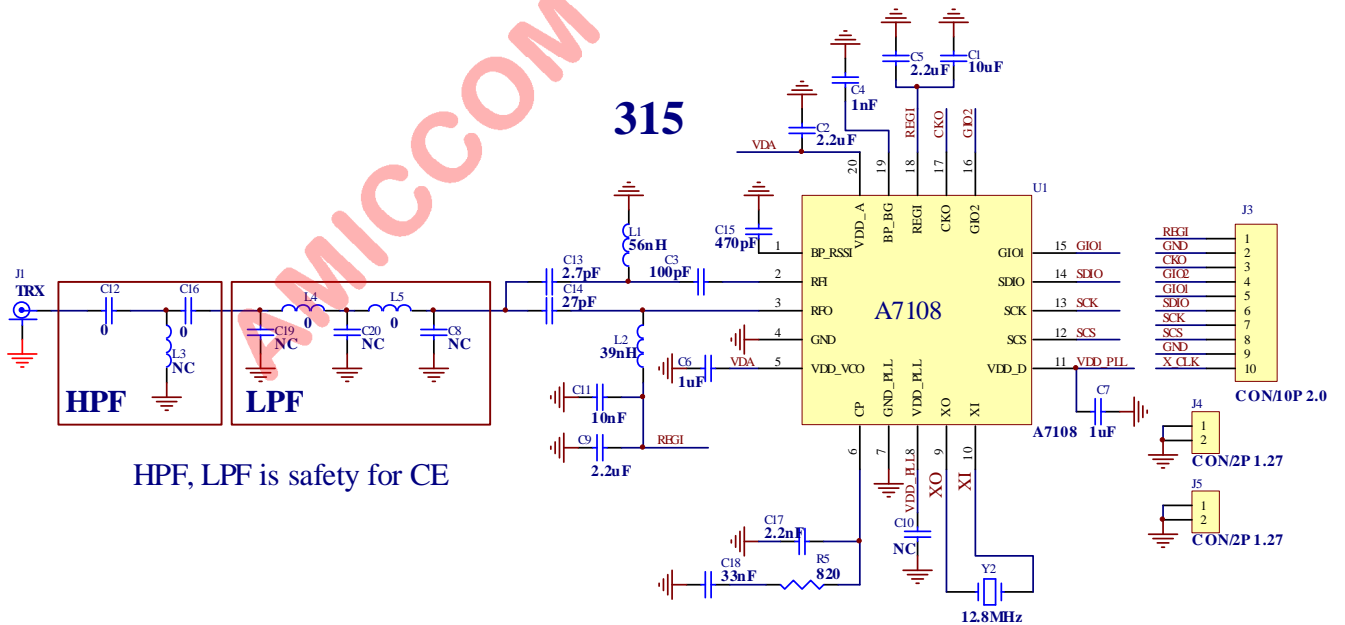 AMICCOM
315
C5
2.2uF
C1
10uF
C4
1nF
C2
2.2uF
VDA
REGI
CKO
GIO2
20
19
18
17
16
U1
VDD_A
BP_BG
REGI
CKO
GIO2
C15
470pF
1
BP_RSSI
2
RFI
3
RFO
4
GND
5
VDD_VCO
A7108
GIO1
15
GIO1
SDIO
14
SDIO
SCK
13
SCK
SCS
12
SCS
VDD_D
11
VDD_PLL
CP
GND_PLL
VDD_PLL
XO
XI
A7108
C7
1uF
6
7
8
9
10
VDD_PLL
XO
XI
J3
REGI
1
GND
2
CKO
3
GIO2
4
GIO1
5
SDIO
6
SCK
7
SCS
8
GND
9
X_CLK
10
CON/10P 2.0
J4
1
2
CON/2P 1.27
J5
1
2
CON/2P 1.27
J1
TRX
C12
0
C16
0
L3
NC
HPF
L4
0
L5
0
C19
NC
C20
NC
C8
NC
LPF
HPF, LPF is safety for CE
C13
2.7pF
C14
27pF
L1
56nH
C3
100pF
L2
39nH
C6
1uF
VDA
C11
10nF
C9
2.2uF
REGI
C17
2.2nF
C18
33nF
R5
820
C10
NC
Y2
12.8MHz